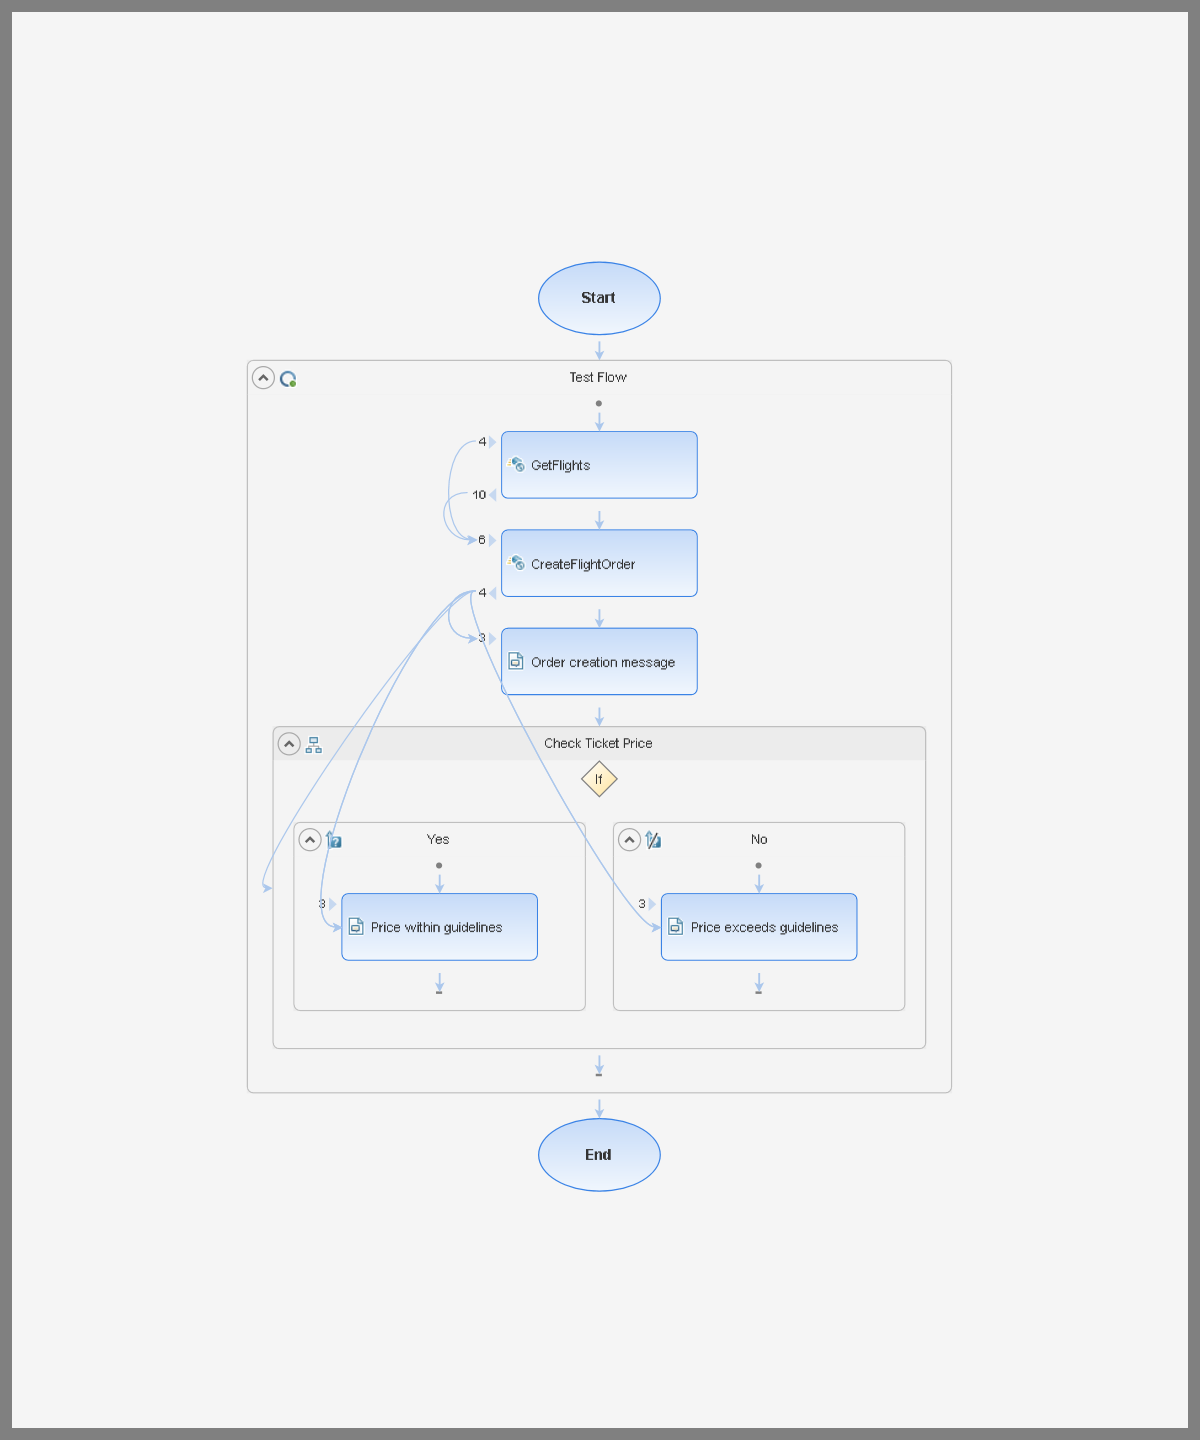 Start
Test Flow
4
GetFlights
10
6
CreateFlightOrder
4
3
Order creation message
Check Ticket Price
If
Yes
No
3
Price within guidelines
3
Price exceeds guidelines
End